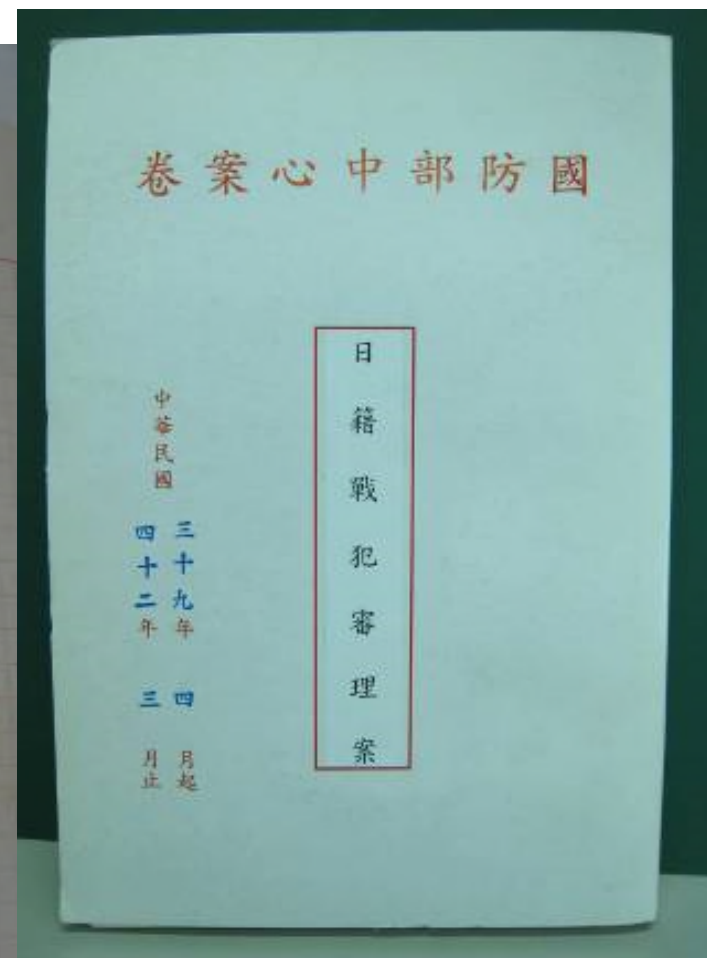 國防部中心案卷
日籍戰犯審理案
中華民國
三十九年四月起
四十二年三月止